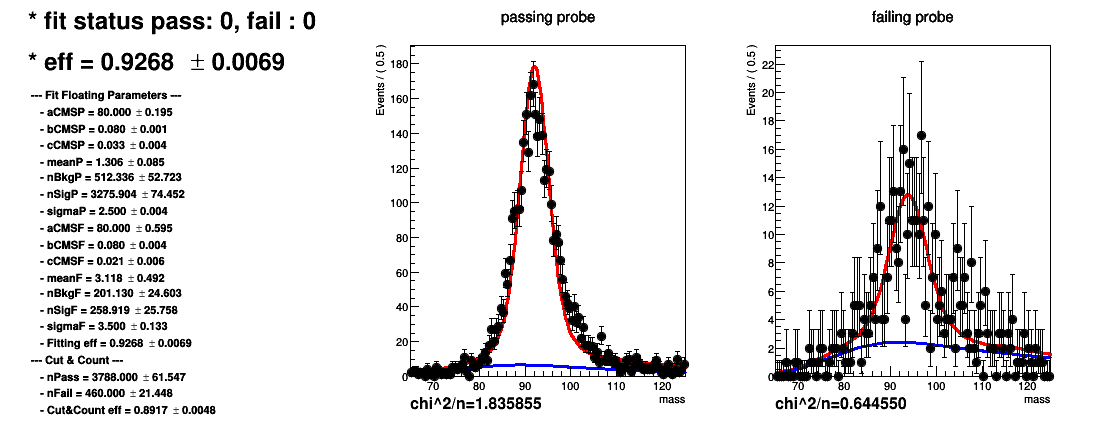 * fit status pass: 0, fail : 0
* eff = 0.9268 ± 0.0069
--- Fit Floating Parameters ---
- aCMSP = 80.000 ± 0.195
- bCMSP = 0.080 ± 0.001
- cCMSP = 0.033 ± 0.004
- meanP = 1.306 ± 0.085
- nBkgP = 512.336 ± 52.723
- nSigP = 3275.904 ± 74.452
- sigmaP = 2.500 ± 0.004
- aCMSF = 80.000 ± 0.595
- bCMSF = 0.080 ± 0.004
- cCMSF = 0.021 ± 0.006
- meanF = 3.118 ± 0.492
- nBkgF = 201.130 ± 24.603
- nSigF = 258.919 ± 25.758
- sigmaF = 3.500 ± 0.133
- Fitting eff = 0.9268 ± 0.0069
--- Cut & Count ---
- nPass = 3788.000 ± 61.547
- nFail = 460.000 ± 21.448
- Cut&Count eff = 0.8917 ± 0.0048
passing probe
Events / ( 0.5 )
180
160
140
120
100
80
60
40
20
0
70 80 90 100 110 120
mass
chi^2/n=1.835855
failing probe
Events / ( 0.5 )
22
20
18
16
14
12
10
8
6
4
2
0
70 80 90 100 110 120
mass
chi^2/n=0.644550